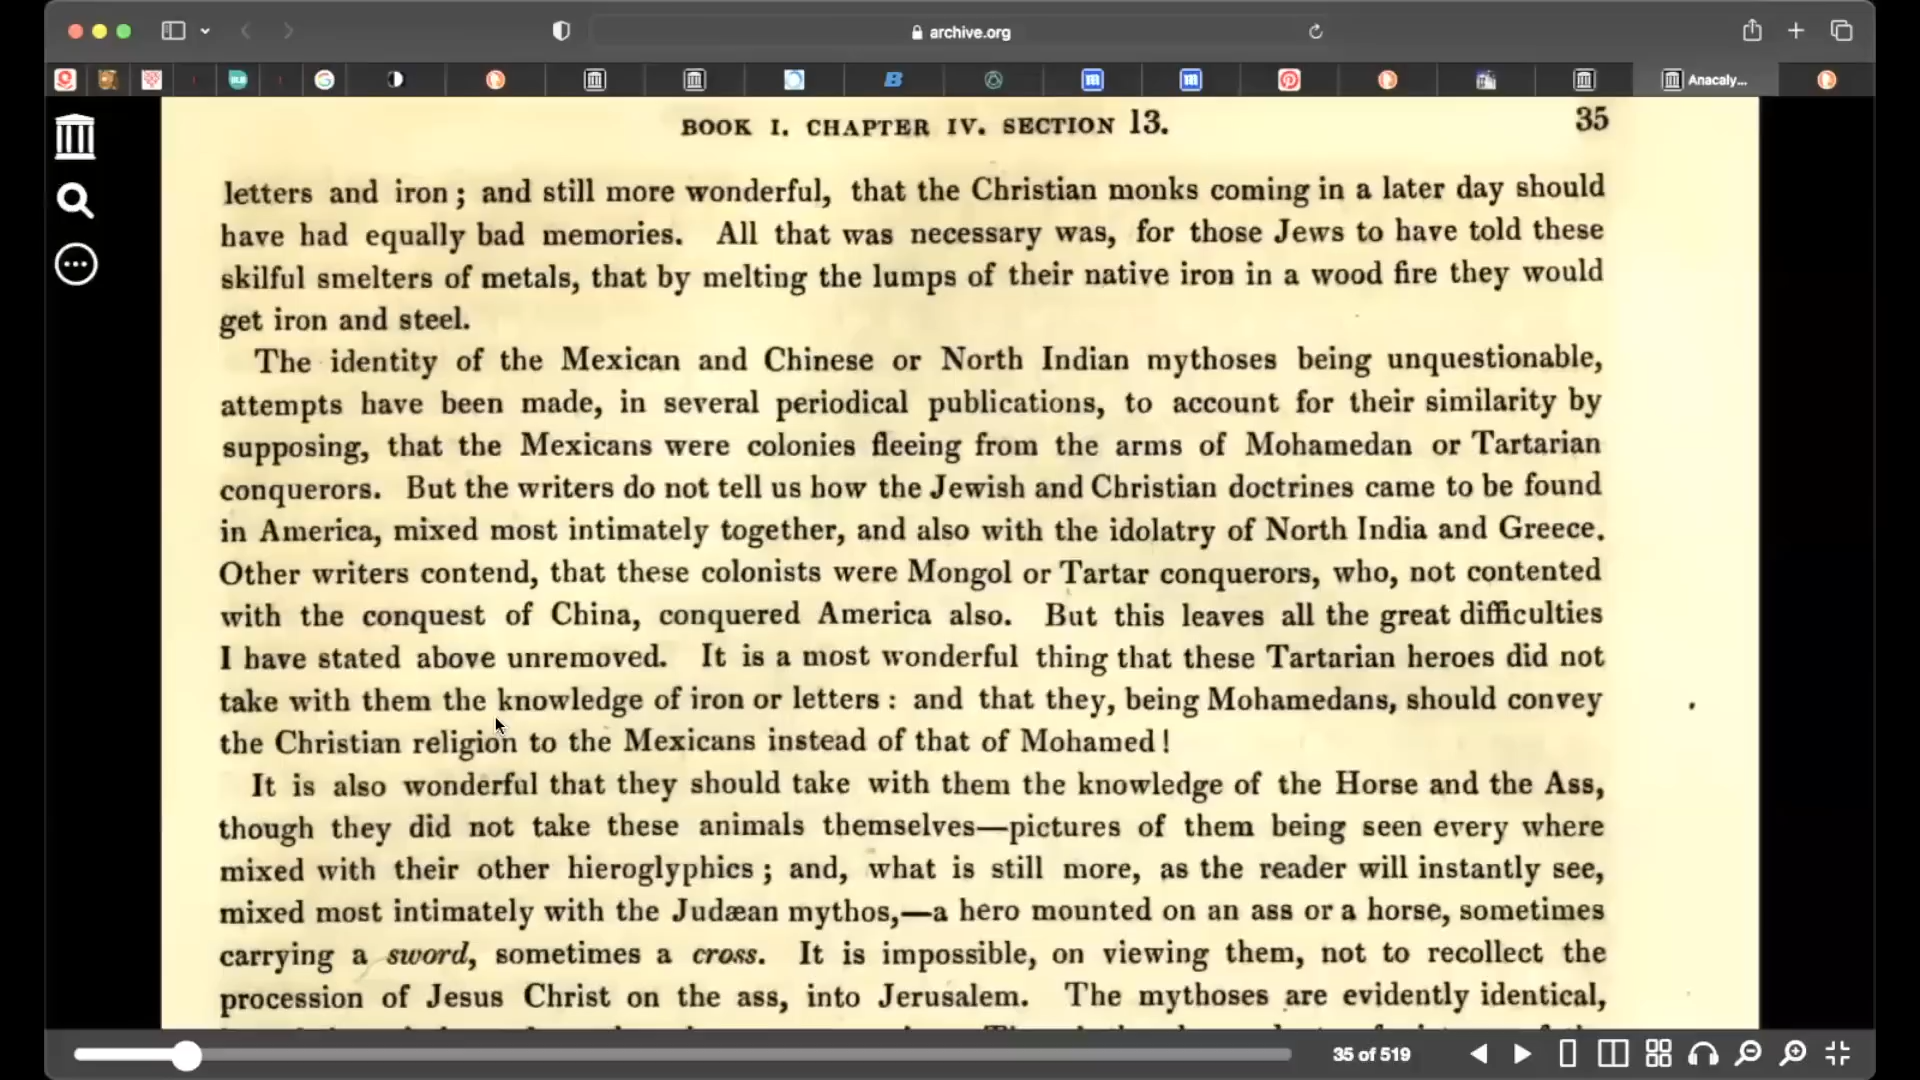 archive.org
Anacaly...
BOOK I. CHAPTER IV. SECTION 13.
35
letters and iron; and still more wonderful, that the Christian monks coming in a later day should
have had equally bad memories. All that was necessary was, for those Jews to have told these
skilful smelters of metals, that by melting the lumps of their native iron in a wood fire they would
get iron and steel.
The identity of the Mexican and Chinese or North Indian mythoses being unquestionable,
attempts have been made, in several periodical publications, to account for their similarity by
supposing, that the Mexicans were colonies fleeing from the arms of Mohamedan or Tartarian
conquerors. But the writers do not tell us how the Jewish and Christian doctrines came to be found
in America, mixed most intimately together, and also with the idolatry of North India and Greece.
Other writers contend, that these colonists were Mongol or Tartar conquerors, who, not contented
with the conquest of China, conquered America also. But this leaves all the great difficulties
I have stated above unremoved. It is a most wonderful thing that these Tartarian heroes did not
take with them the knowledge of iron or letters: and that they, being Mohamedans, should convey
the Christian religion to the Mexicans instead of that of Mohamed!
It is also wonderful that they should take with them the knowledge of the Horse and the Ass,
though they did not take these animals themselves—pictures of them being seen every where
mixed with their other hieroglyphics; and, what is still more, as the reader will instantly see,
mixed most intimately with the Judæan mythos,—a hero mounted on an ass or a horse, sometimes
carrying a sword, sometimes a cross. It is impossible, on viewing them, not to recollect the
procession of Jesus Christ on the ass, into Jerusalem. The mythoses are evidently identical,
35 of 519